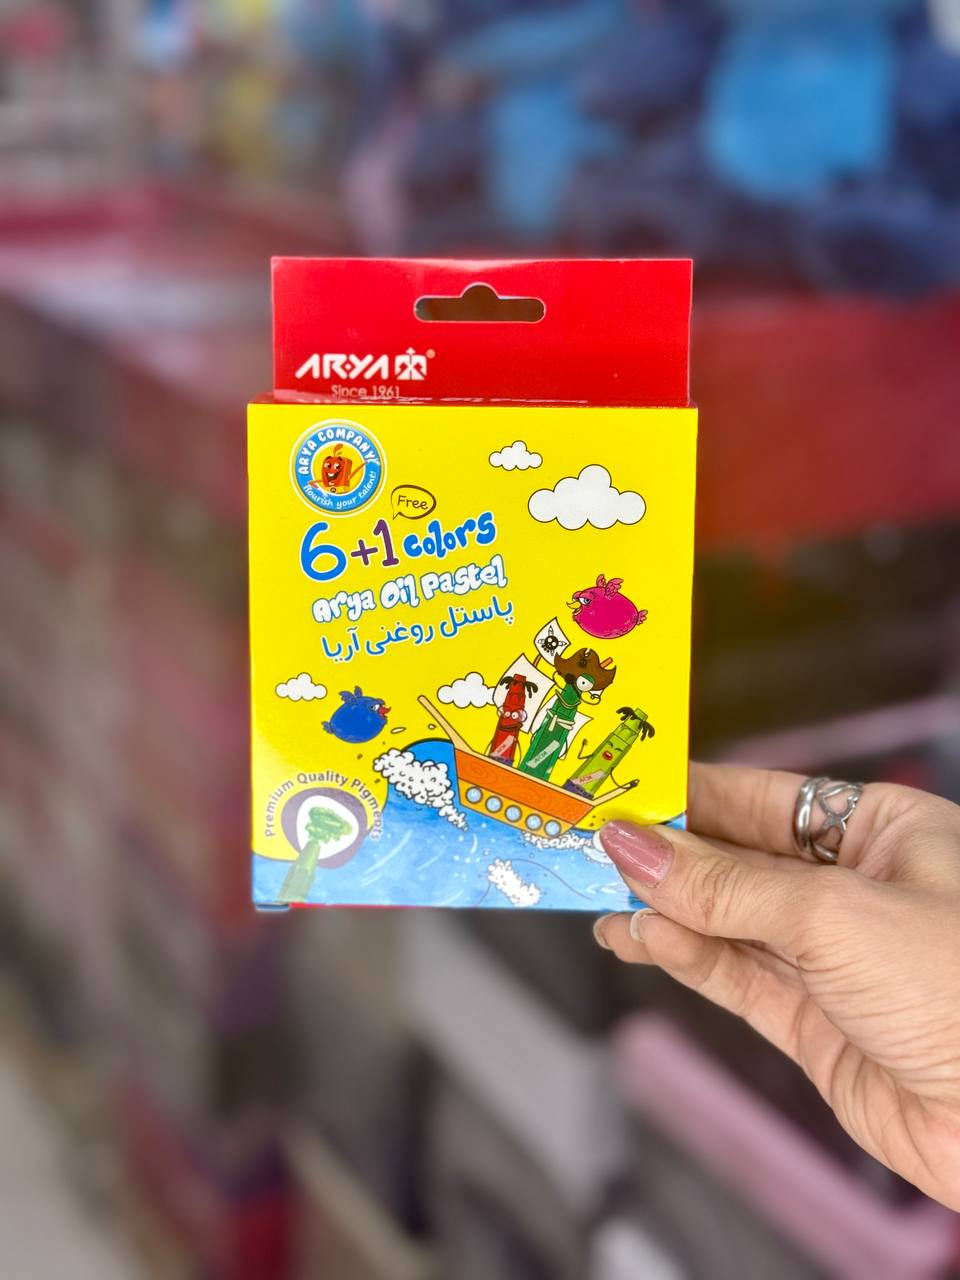 ARYA
Since 1961
ARYA COMPANY
flourish your talent!
Free
6+1 colors
Arya Oil Pastel
پاستل روغنی آریا
Premium Quality Pigments